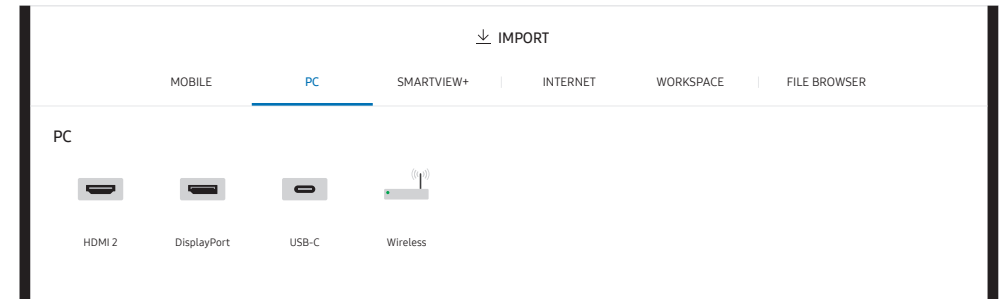 IMPORT
MOBILE PC SMARTVIEW+ INTERNET WORKSPACE FILE BROWSER
PC
HDMI 2 DisplayPort USB-C Wireless